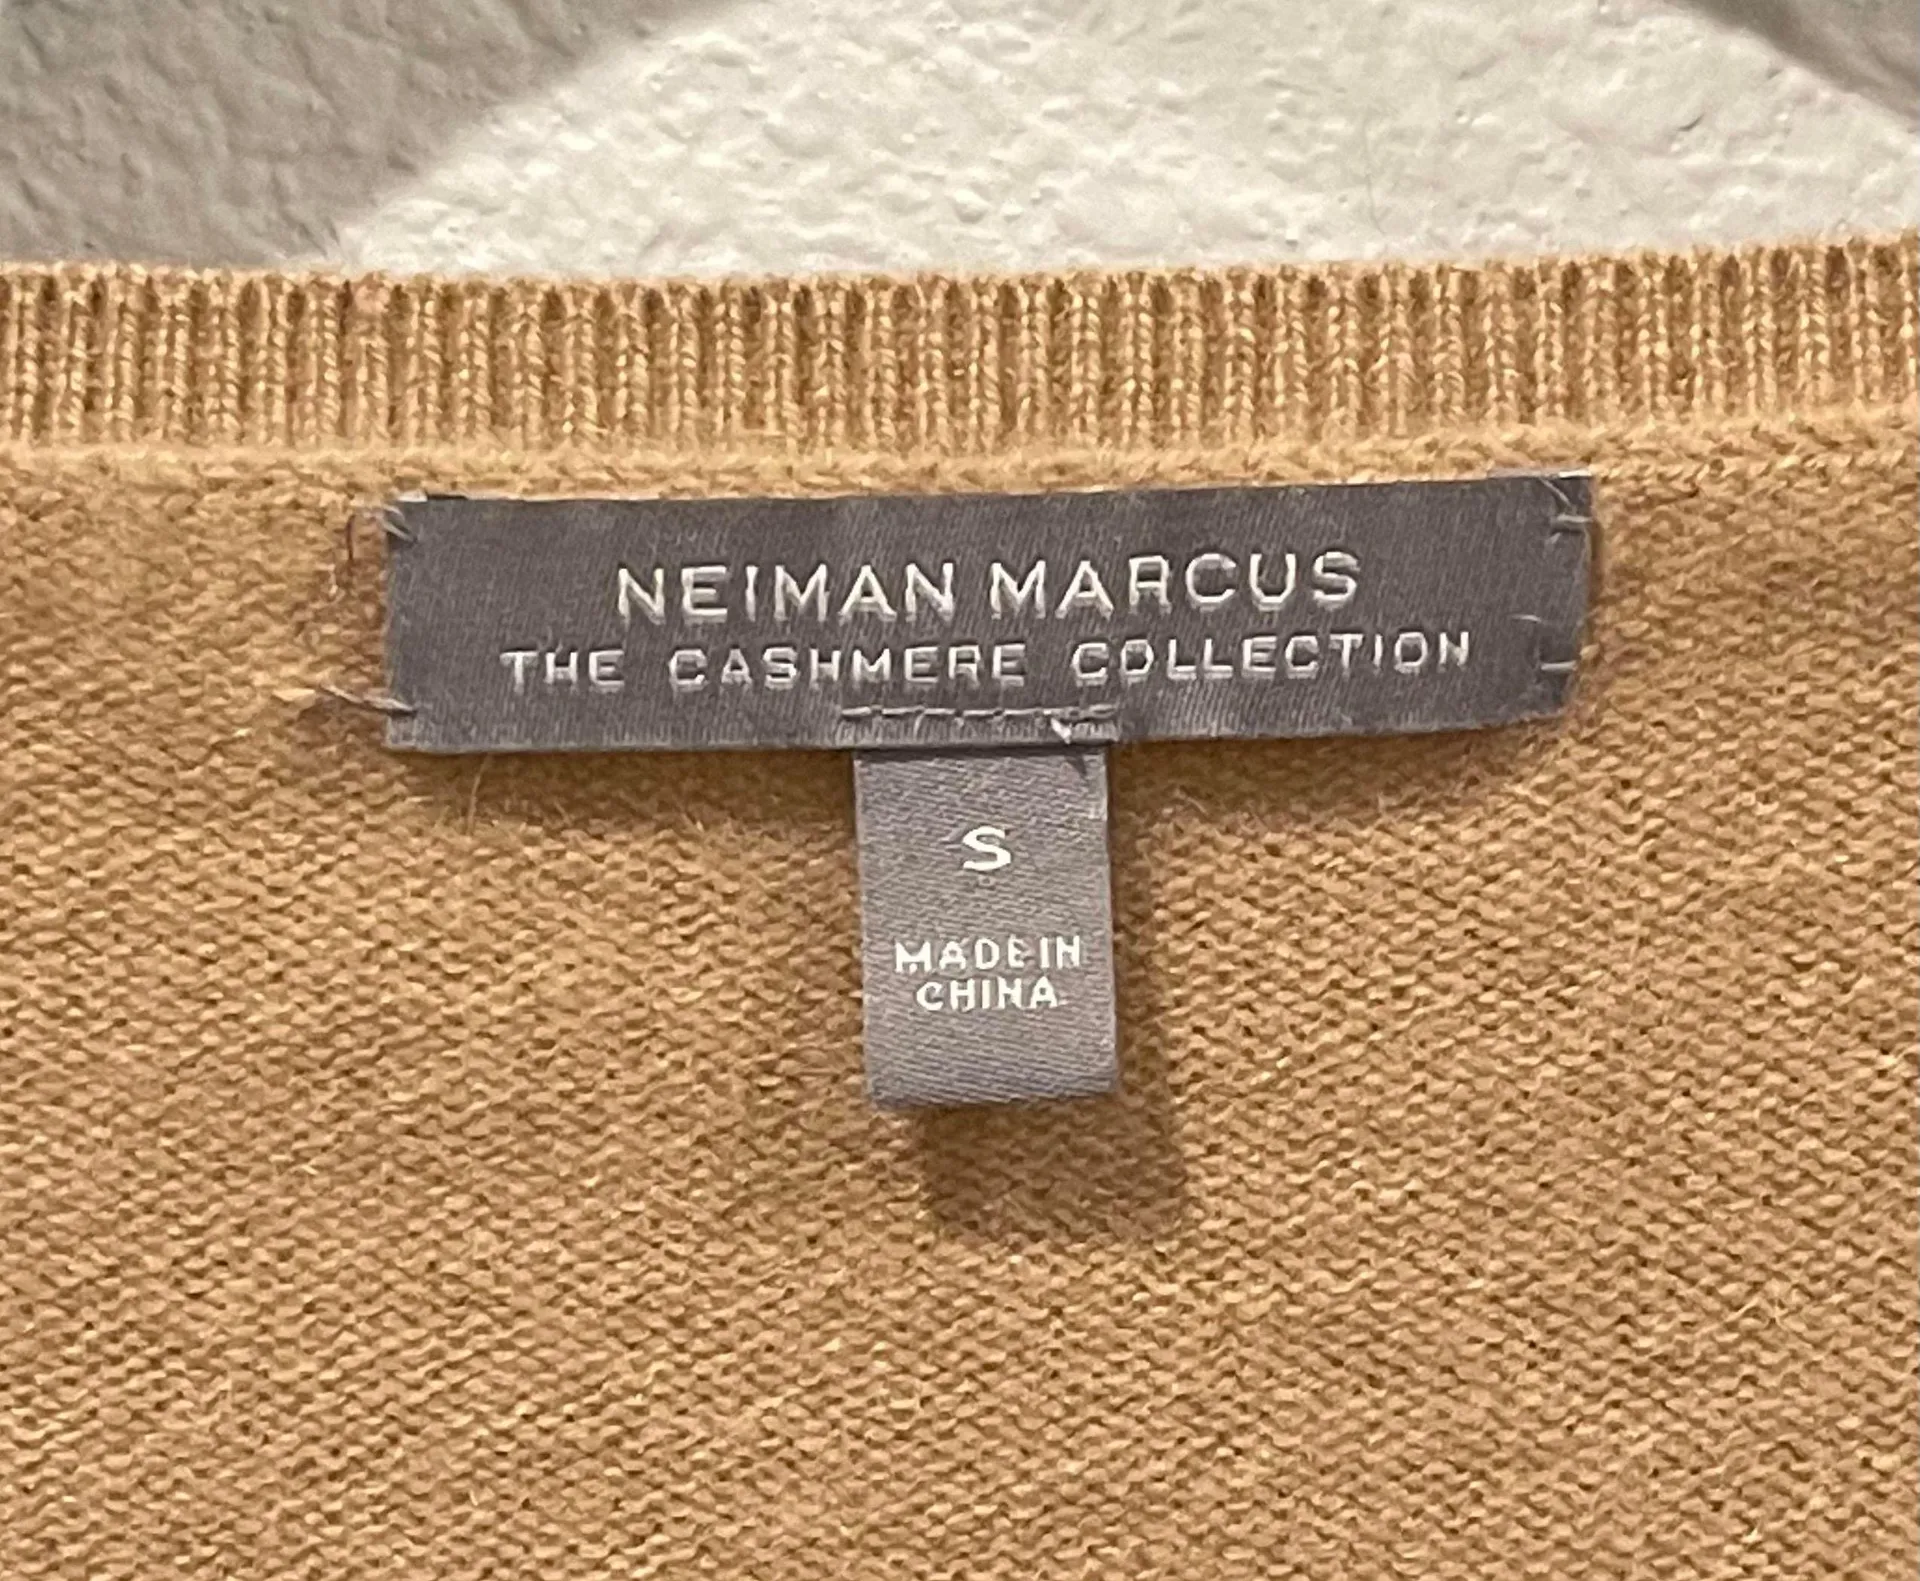 NEIMAN MARCUS
THE CASHMERE COLLECTION
S
MADE IN
CHINA